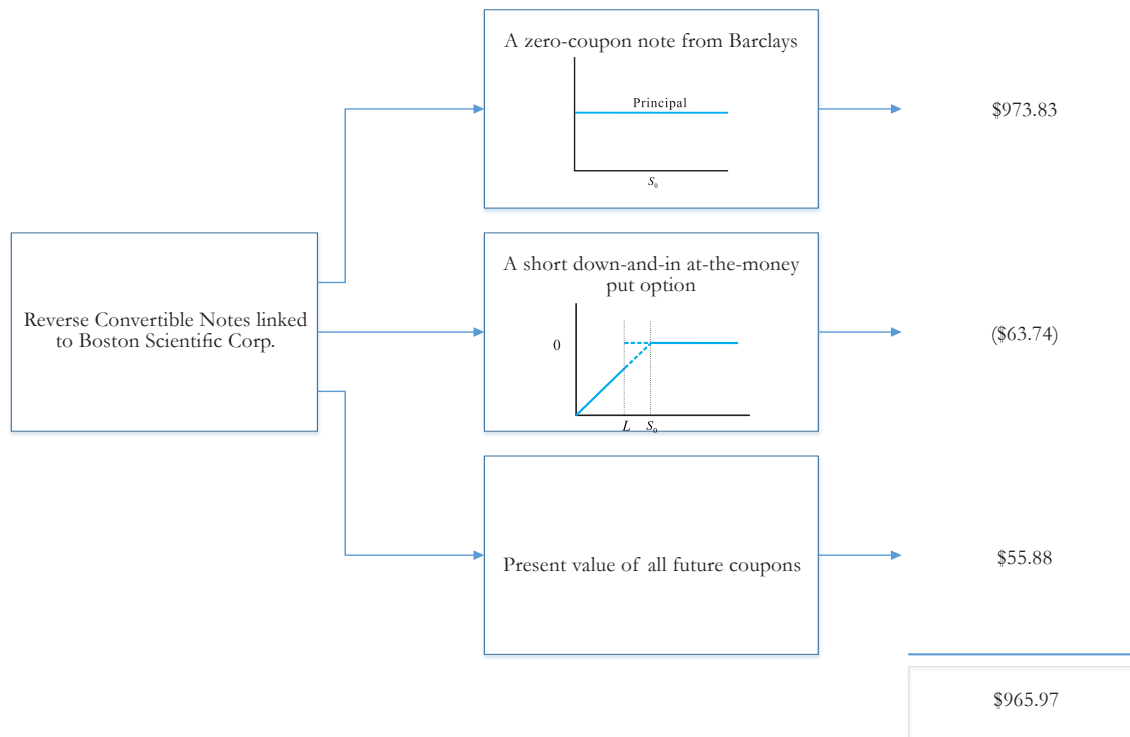 A zero-coupon note from Barclays
Principal
S₀
$973.83
Reverse Convertible Notes linked
to Boston Scientific Corp.
A short down-and-in at-the-money
put option
0
L S₀
($63.74)
Present value of all future coupons
$55.88
$965.97